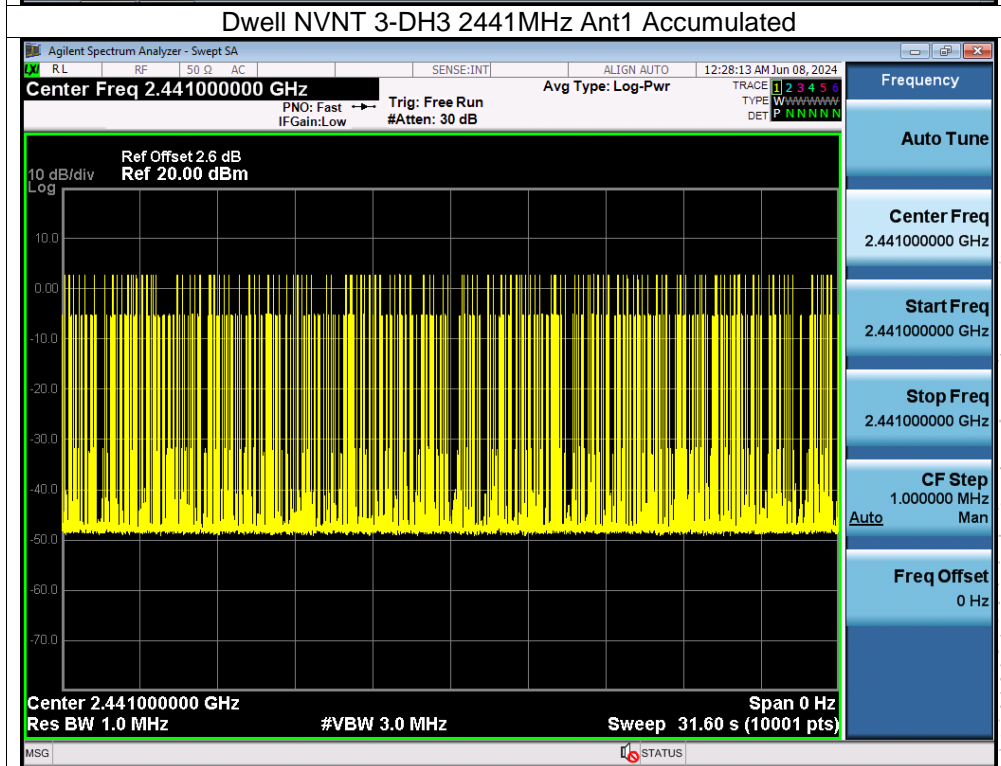 Dwell NVNT 3-DH3 2441MHz Ant1 Accumulated
Agilent Spectrum Analyzer - Swept SA
LXI RL RF 50 Ω AC SENSE:INT ALIGN AUTO 12:28:13 AM Jun 08, 2024
Center Freq 2.441000000 GHz
PNO: Fast
IFGain:Low
Trig: Free Run
#Atten: 30 dB
Avg Type: Log-Pwr
TRACE 1 2 3 4 5 6
TYPE WWWWWW
DET P N N N N N
Ref Offset 2.6 dB
10 dB/div Ref 20.00 dBm
Log
10.0
0.00
-10.0
-20.0
-30.0
-40.0
-50.0
-60.0
-70.0
Center 2.441000000 GHz Span 0 Hz
Res BW 1.0 MHz #VBW 3.0 MHz Sweep 31.60 s (10001 pts)
MSG STATUS
Frequency
Auto Tune
Center Freq
2.441000000 GHz
Start Freq
2.441000000 GHz
Stop Freq
2.441000000 GHz
CF Step
1.000000 MHz
Auto Man
Freq Offset
0 Hz